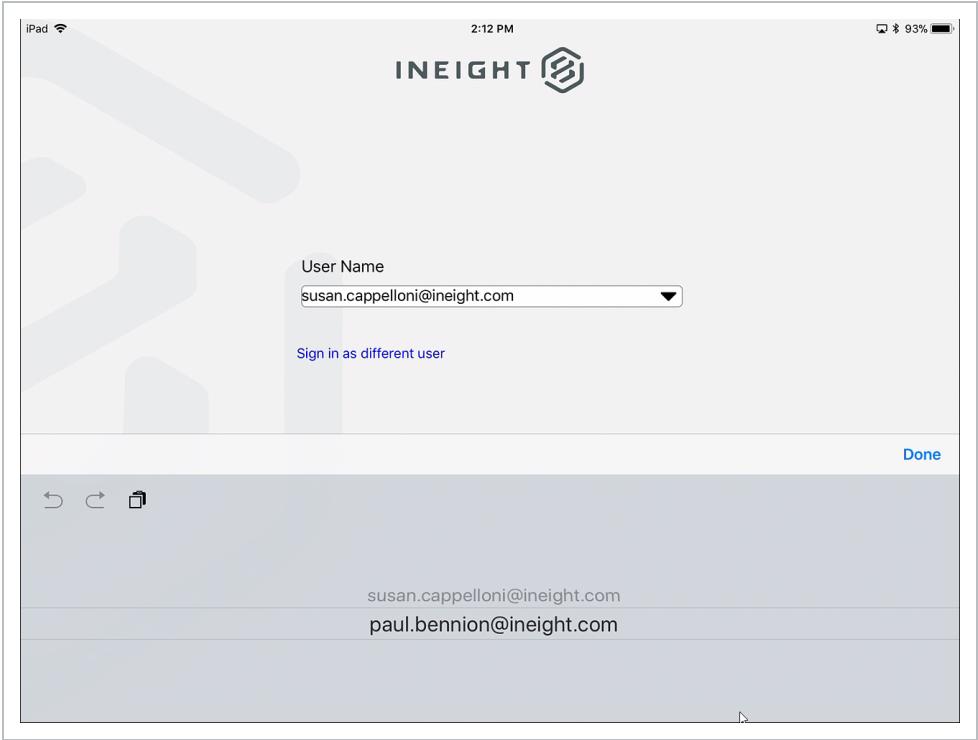 iPad
2:12 PM
93%
INEIGHT
User Name
susan.cappelloni@ineight.com
Sign in as different user
Done
susan.cappelloni@ineight.com
paul.bennion@ineight.com